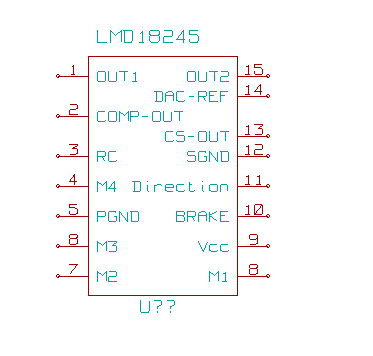 LMD18245
1 OUT1 OUT2 15
DAC-REF 14
2 COMP-OUT
CS-OUT 13
3 RC SGND 12
4 M4 Direction 11
5 PGND BRAKE 10
8 M3 Vcc 9
7 M2 M1 8
U??